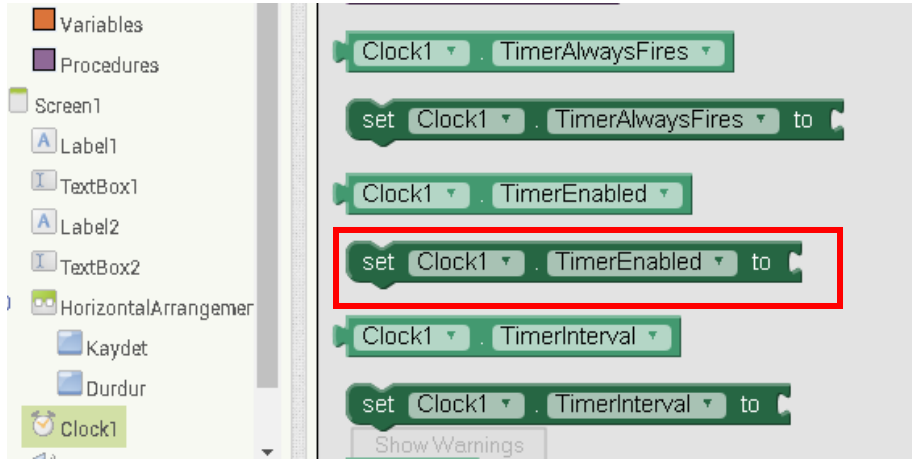 Variables
Procedures
Screen1
Label1
TextBox1
Label2
TextBox2
HorizontalArrangemer
Kaydet
Durdur
Clock1
Clock1 . TimerAlwaysFires
set Clock1 . TimerAlwaysFires to
Clock1 . TimerEnabled
set Clock1 . TimerEnabled to
Clock1 . TimerInterval
set Clock1 . TimerInterval to
Show Warnings